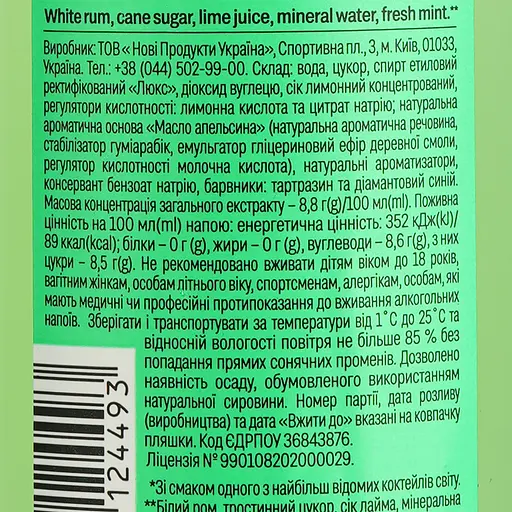 White rum, cane sugar, lime juice, mineral water, fresh mint.**
Виробник: ТОВ « Нові Продукти Україна», Спортивна пл., 3, м. Київ, 01033,
Україна. Тел.: +38 (044) 502-99-00. Склад: вода, цукор, спирт етиловий
ректифікований «Люкс», діоксид вуглецю, сік лимонний концентрований,
регулятори кислотності: лимонна кислота та цитрат натрію; натуральна
ароматична основа «Масло апельсина» (натуральна ароматична речовина,
стабілізатор гуміарабік, емульгатор гліцериновий ефір деревної смоли,
регулятор кислотності молочна кислота), натуральні ароматизатори,
консервант бензоат натрію, барвники: тартразин та діамантовий синій.
Масова концентрація загального екстракту – 8,8 г(g)/100 мл(ml). Поживна
цінність на 100 мл(ml) напою: енергетична цінність: 352 кДж(kJ)/
89 ккал(kcal); білки – 0 г (g), жири – 0 г (g), вуглеводи – 8,6 г(g), з них
цукри – 8,5 г(g). Не рекомендовано вживати дітям віком до 18 років,
вагітним жінкам, особам літнього віку, спортсменам, алергікам, особам, які
мають медичні чи професійні протипоказання до вживання алкогольних
напоїв. Зберігати і транспортувати за температури від 1˚С до 25˚С та
відносній вологості повітря не більше 85 % без
попадання прямих сонячних променів. Дозволено
наявність осаду, обумовленого використанням
натуральної сировини. Номер партії, дата розливу
(виробництва) та дата «Вжити до» вказані на ковпачку
пляшки. Код ЄДРПОУ 36843876.
Ліцензія № 990108202000029.
*Зі смаком одного з найбільш відомих коктейлів світу.
**Білий ром, тростинний цукор, сік лайма, мінеральна
124493